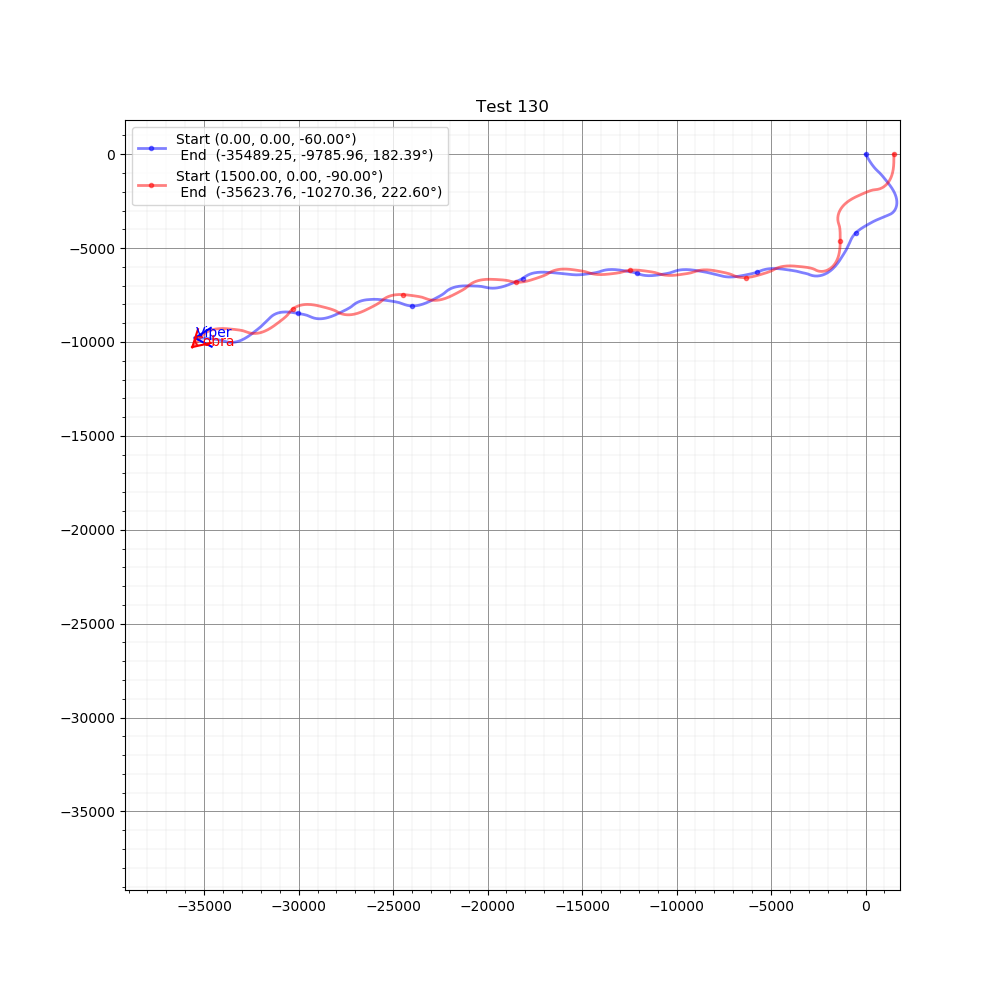 Test 130
Start (0.00, 0.00, -60.00°)
End (-35489.25, -9785.96, 182.39°)
Start (1500.00, 0.00, -90.00°)
End (-35623.76, -10270.36, 222.60°)
0
−5000
−10000
−15000
−20000
−25000
−30000
−35000
Viper
Cobra
−35000 −30000 −25000 −20000 −15000 −10000 −5000 0